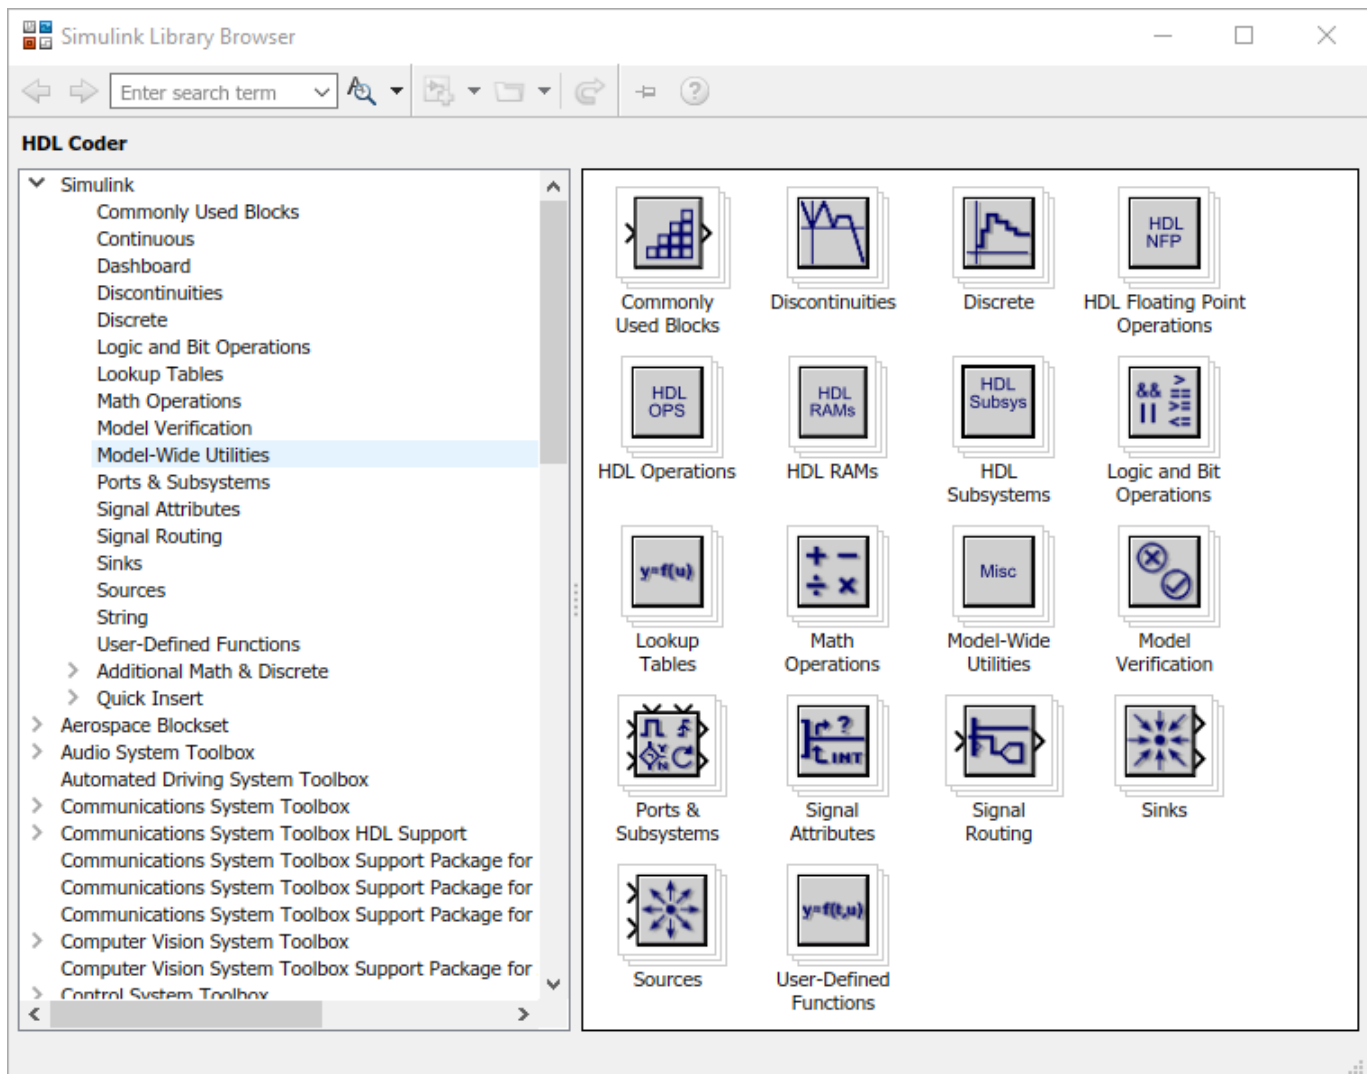 Simulink Library Browser
Enter search term
HDL Coder
Simulink
Commonly Used Blocks
Continuous
Dashboard
Discontinuities
Discrete
Logic and Bit Operations
Lookup Tables
Math Operations
Model Verification
Model-Wide Utilities
Ports & Subsystems
Signal Attributes
Signal Routing
Sinks
Sources
String
User-Defined Functions
Additional Math & Discrete
Quick Insert
Aerospace Blockset
Audio System Toolbox
Automated Driving System Toolbox
Communications System Toolbox
Communications System Toolbox HDL Support
Communications System Toolbox Support Package for
Communications System Toolbox Support Package for
Communications System Toolbox Support Package for
Computer Vision System Toolbox
Computer Vision System Toolbox Support Package for
Control System Toolbox
Commonly
Used Blocks
Discontinuities
Discrete
HDL
NFP
HDL Floating Point
Operations
HDL
OPS
HDL Operations
HDL
RAMs
HDL RAMs
HDL
Subsys
HDL
Subsystems
&& >
==
|| >=
<=
Logic and Bit
Operations
y=f(u)
Lookup
Tables
+ −
÷ ×
Math
Operations
Misc
Model-Wide
Utilities
Model
Verification
Y
N
Ports &
Subsystems
?
INT
Signal
Attributes
Signal
Routing
Sinks
Sources
y=f(t,u)
User-Defined
Functions